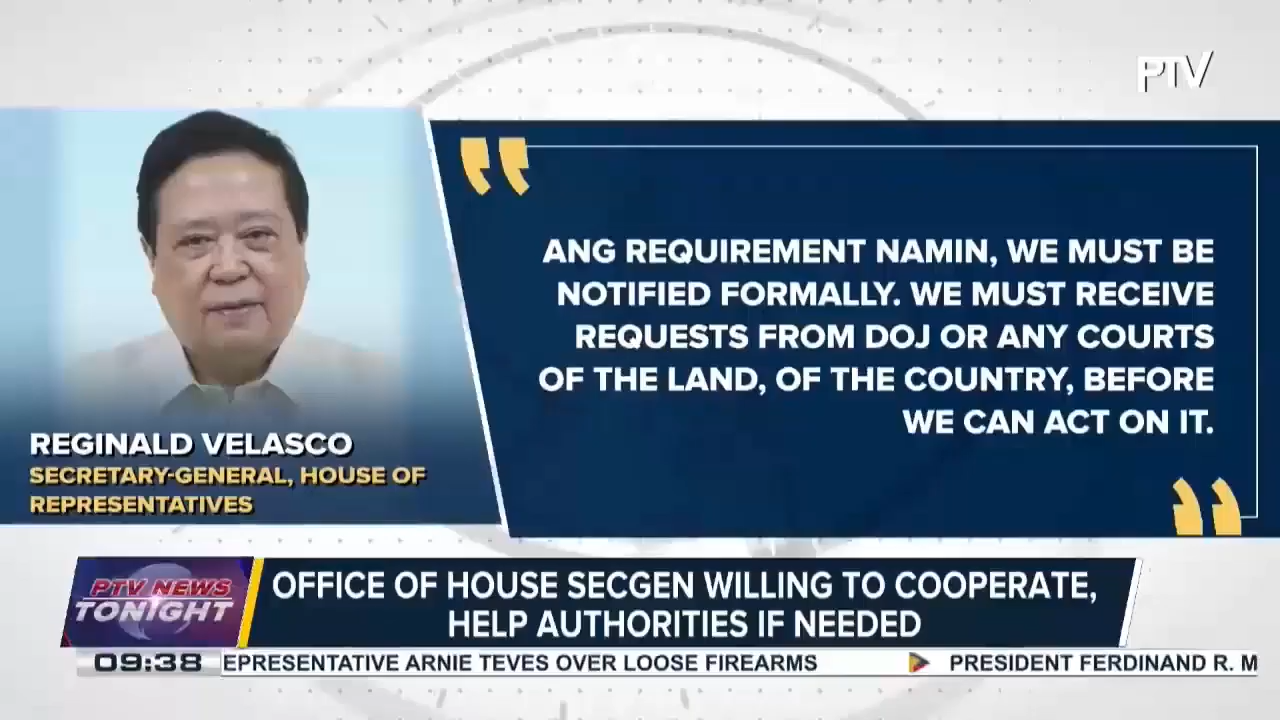 PTV
ANG REQUIREMENT NAMIN, WE MUST BE
NOTIFIED FORMALLY. WE MUST RECEIVE
REQUESTS FROM DOJ OR ANY COURTS
OF THE LAND, OF THE COUNTRY, BEFORE
WE CAN ACT ON IT.
REGINALD VELASCO
SECRETARY-GENERAL, HOUSE OF
REPRESENTATIVES
PTV NEWS
TONIGHT
OFFICE OF HOUSE SECGEN WILLING TO COOPERATE,
HELP AUTHORITIES IF NEEDED
09:38
EPRESENTATIVE ARNIE TEVES OVER LOOSE FIREARMS PRESIDENT FERDINAND R. M